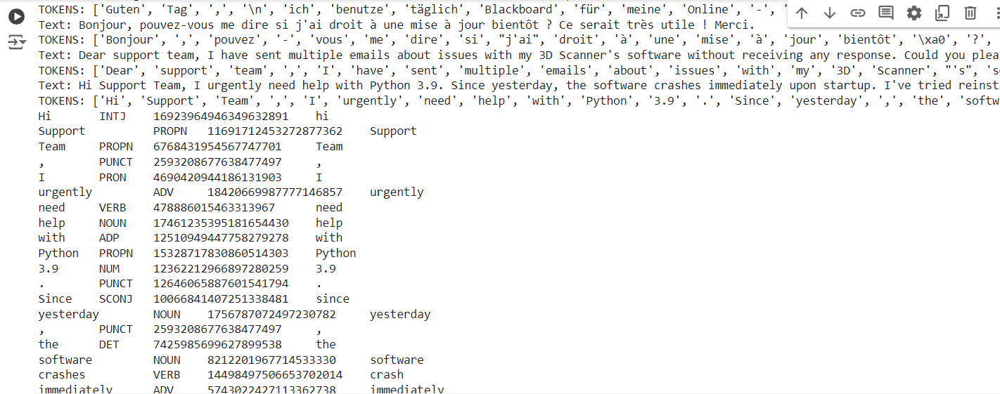 TOKENS: ['Guten', 'Tag', ',', '\n', 'ich', 'benutze', 'täglich', 'Blackboard', 'für', 'meine', 'Online', '-', '
Text: Bonjour, pouvez-vous me dire si j'ai droit à une mise à jour bientôt ? Ce serait très utile ! Merci.
TOKENS: ['Bonjour', ',', 'pouvez', '-', 'vous', 'me', 'dire', 'si', "j'ai", 'droit', 'à', 'une', 'mise', 'à', 'jour', 'bientôt', '\xa0', '?',
Text: Dear support team, I have sent multiple emails about issues with my 3D Scanner's software without receiving any response. Could you plea
TOKENS: ['Dear', 'support', 'team', ',', 'I', 'have', 'sent', 'multiple', 'emails', 'about', 'issues', 'with', 'my', '3D', 'Scanner', "'s", 's
Text: Hi Support Team, I urgently need help with Python 3.9. Since yesterday, the software crashes immediately upon startup. I've tried reinst
TOKENS: ['Hi', 'Support', 'Team', ',', 'I', 'urgently', 'need', 'help', 'with', 'Python', '3.9', '.', 'Since', 'yesterday', ',', 'the', 'softw
Hi INTJ 16923964946349632891 hi
Support PROPN 11691712453272877362 Support
Team PROPN 6768431954567747701 Team
, PUNCT 2593208677638477497 ,
I PRON 4690420944186131903 I
urgently ADV 18420669987777146857 urgently
need VERB 478886015463313967 need
help NOUN 17461235395181654430 help
with ADP 12510949447758279278 with
Python PROPN 15328717830860514303 Python
3.9 NUM 12362212966897280259 3.9
. PUNCT 12646065887601541794 .
Since SCONJ 10066841407251338481 since
yesterday NOUN 1756787072497230782 yesterday
, PUNCT 2593208677638477497 ,
the DET 7425985699627899538 the
software NOUN 8212201967714533330 software
crashes VERB 14498497506653702014 crash
immediately ADV 5743022427113362738 immediately